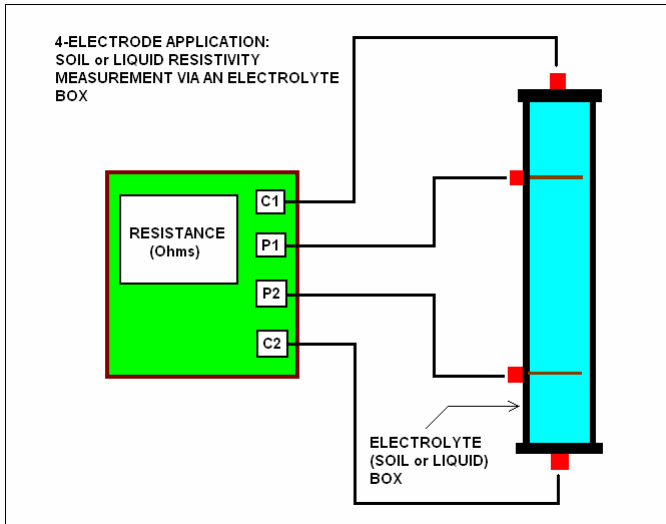 4-ELECTRODE APPLICATION:
SOIL or LIQUID RESISTIVITY
MEASUREMENT VIA AN ELECTROLYTE
BOX
RESISTANCE
(Ohms)
C1
P1
P2
C2
ELECTROLYTE
(SOIL or LIQUID)
BOX